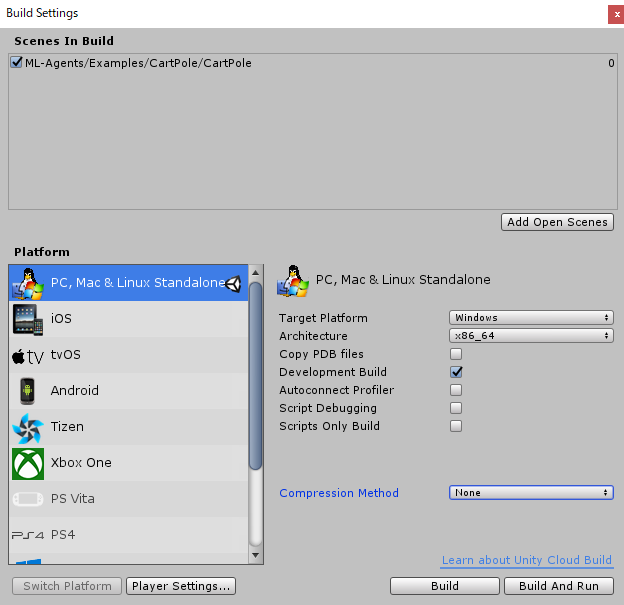 Build Settings
x
Scenes In Build
ML-Agents/Examples/CartPole/CartPole 0
Add Open Scenes
Platform
PC, Mac & Linux Standalone
iOS
tv tvOS
Android
Tizen
Xbox One
PS Vita
PS4 PS4
PC, Mac & Linux Standalone
Target Platform Windows
Architecture x86_64
Copy PDB files
Development Build
Autoconnect Profiler
Script Debugging
Scripts Only Build
Compression Method None
Learn about Unity Cloud Build
Switch Platform Player Settings... Build Build And Run